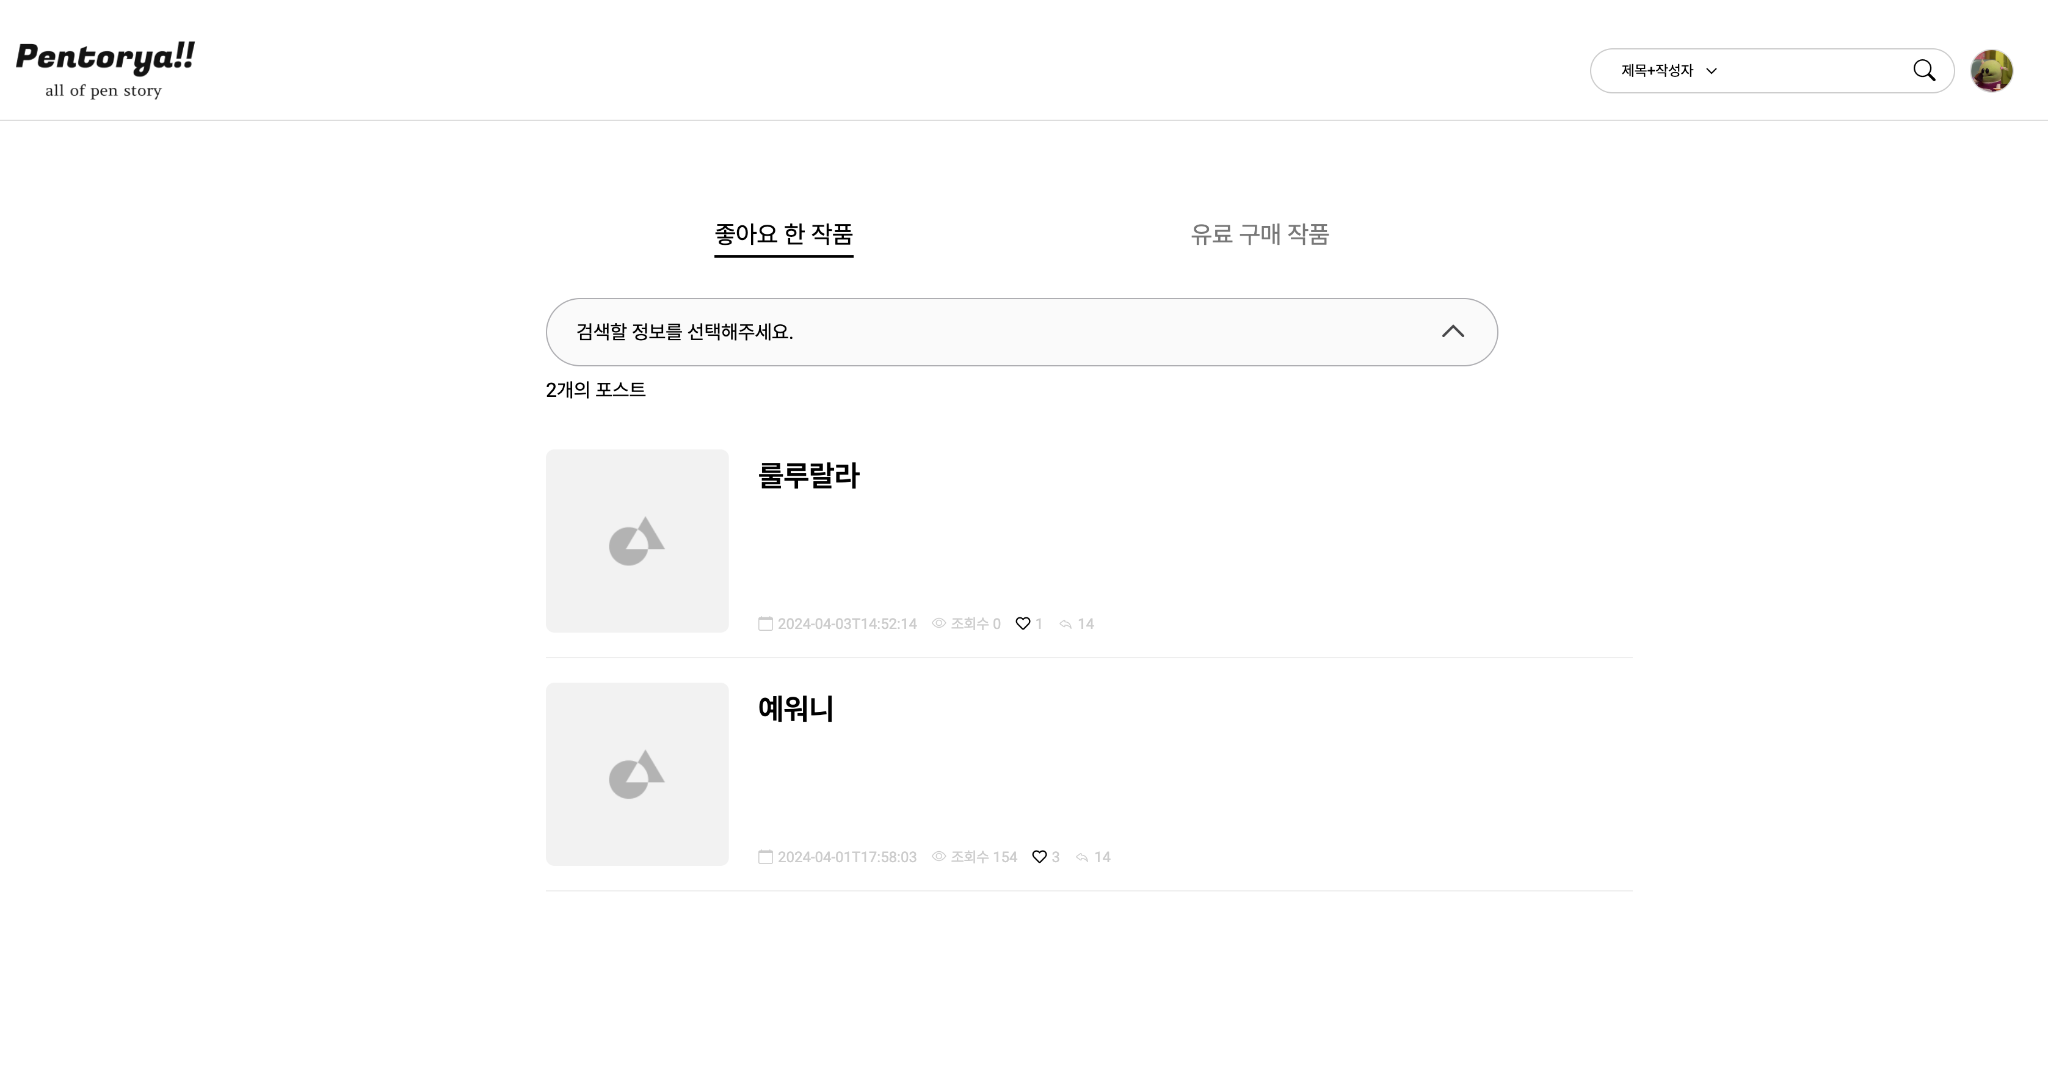 Pentorya!!
all of pen story
제목+작성자
좋아요 한 작품
유료 구매 작품
검색할 정보를 선택해주세요.
2개의 포스트
룰루랄라
2024-04-03T14:52:14 조회수 0 1 14
예워니
2024-04-01T17:58:03 조회수 154 3 14